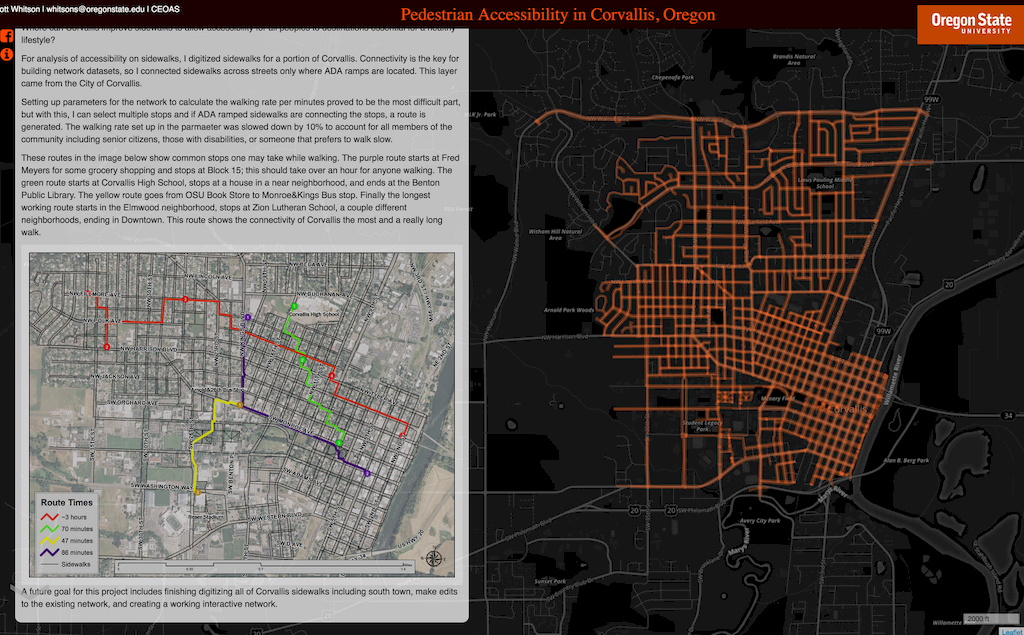 ott Whitson I whitsons@oregonstate.edu I CEOAS
Pedestrian Accessibility in Corvallis, Oregon
Oregon State
UNIVERSITY
Where can Corvallis improve sidewalks to allow accessibility for all peoples to destinations essential for a healthy
lifestyle?
For analysis of accessibility on sidewalks, I digitized sidewalks for a portion of Corvallis. Connectivity is the key for
building network datasets, so I connected sidewalks across streets only where ADA ramps are located. This layer
came from the City of Corvallis.
Setting up parameters for the network to calculate the walking rate per minutes proved to be the most difficult part,
but with this, I can select multiple stops and if ADA ramped sidewalks are connecting the stops, a route is
generated. The walking rate set up in the parmaeter was slowed down by 10% to account for all members of the
community including senior citizens, those with disabilities, or someone that prefers to walk slow.
These routes in the image below show common stops one may take while walking. The purple route starts at Fred
Meyers for some grocery shopping and stops at Block 15; this should take over an hour for anyone walking. The
green route starts at Corvallis High School, stops at a house in a near neighborhood, and ends at the Benton
Public Library. The yellow route goes from OSU Book Store to Monroe&Kings Bus stop. Finally the longest
working route starts in the Elmwood neighborhood, stops at Zion Lutheran School, a couple different
neighborhoods, ending in Downtown. This route shows the connectivity of Corvallis the most and a really long
walk.
NW LINCOLN AVE
NW BUCHANAN AV
Corvallis High School
NW POLK AVE
NW HARRISON BLVD
NW JACKSON AVE
SW ORCHARD AVE
SW WASHINGTON WAY
Reser Stadium
SW WESTERN BLVD
US HWY 20
Route Times
~3 hours
70 minutes
47 minutes
86 minutes
Sidewalks
A future goal for this project includes finishing digitizing all of Corvallis sidewalks including south town, make edits
to the existing network, and creating a working interactive network.
Brandis Natural
Area
Chepenafa Park
MLK Jr. Park
99W
Linus Pauling Middle
School
Witham Hill Natural
Area
20
Arnold Park Woods
99W
NW Harrison Blvd
Willamette River
Corvallis
34
Student Legacy
Park
Alan B. Berg Park
20
20
Avery City Park
Marys River
Sunset Park
Willamette
2000 ft
Leaflet